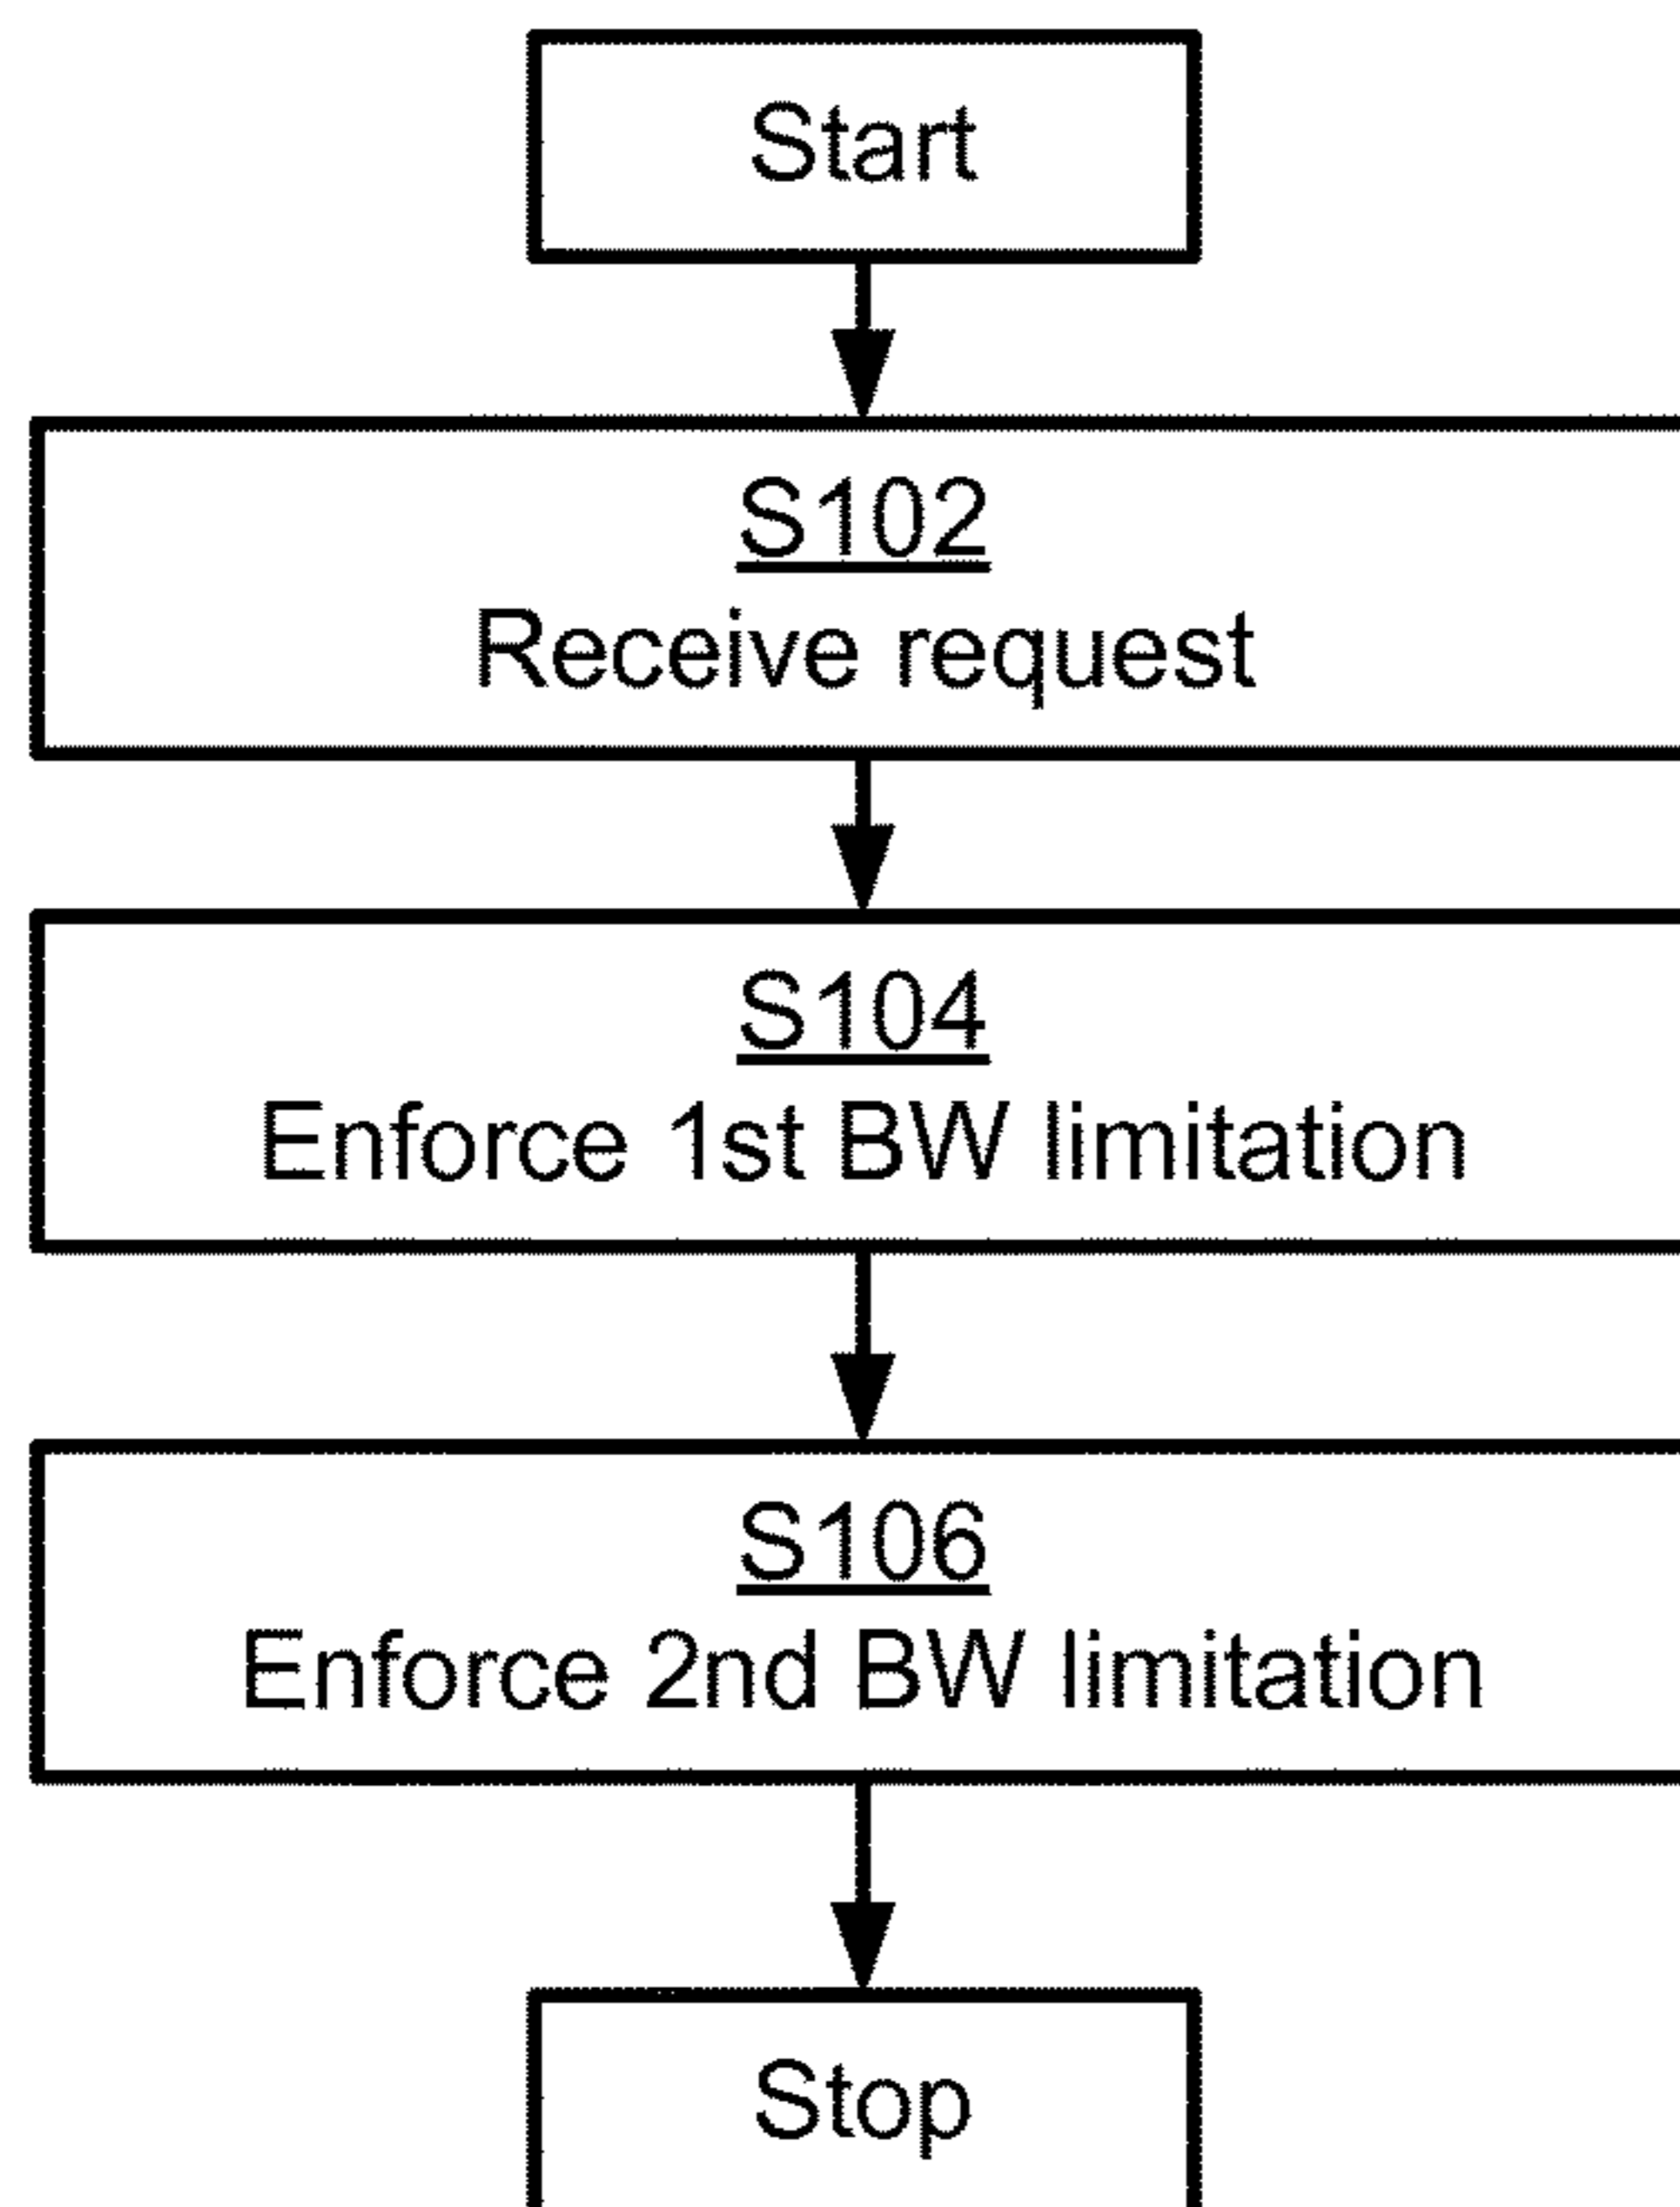 Start
S102
Receive request
S104
Enforce 1st BW limitation
S106
Enforce 2nd BW limitation
Stop